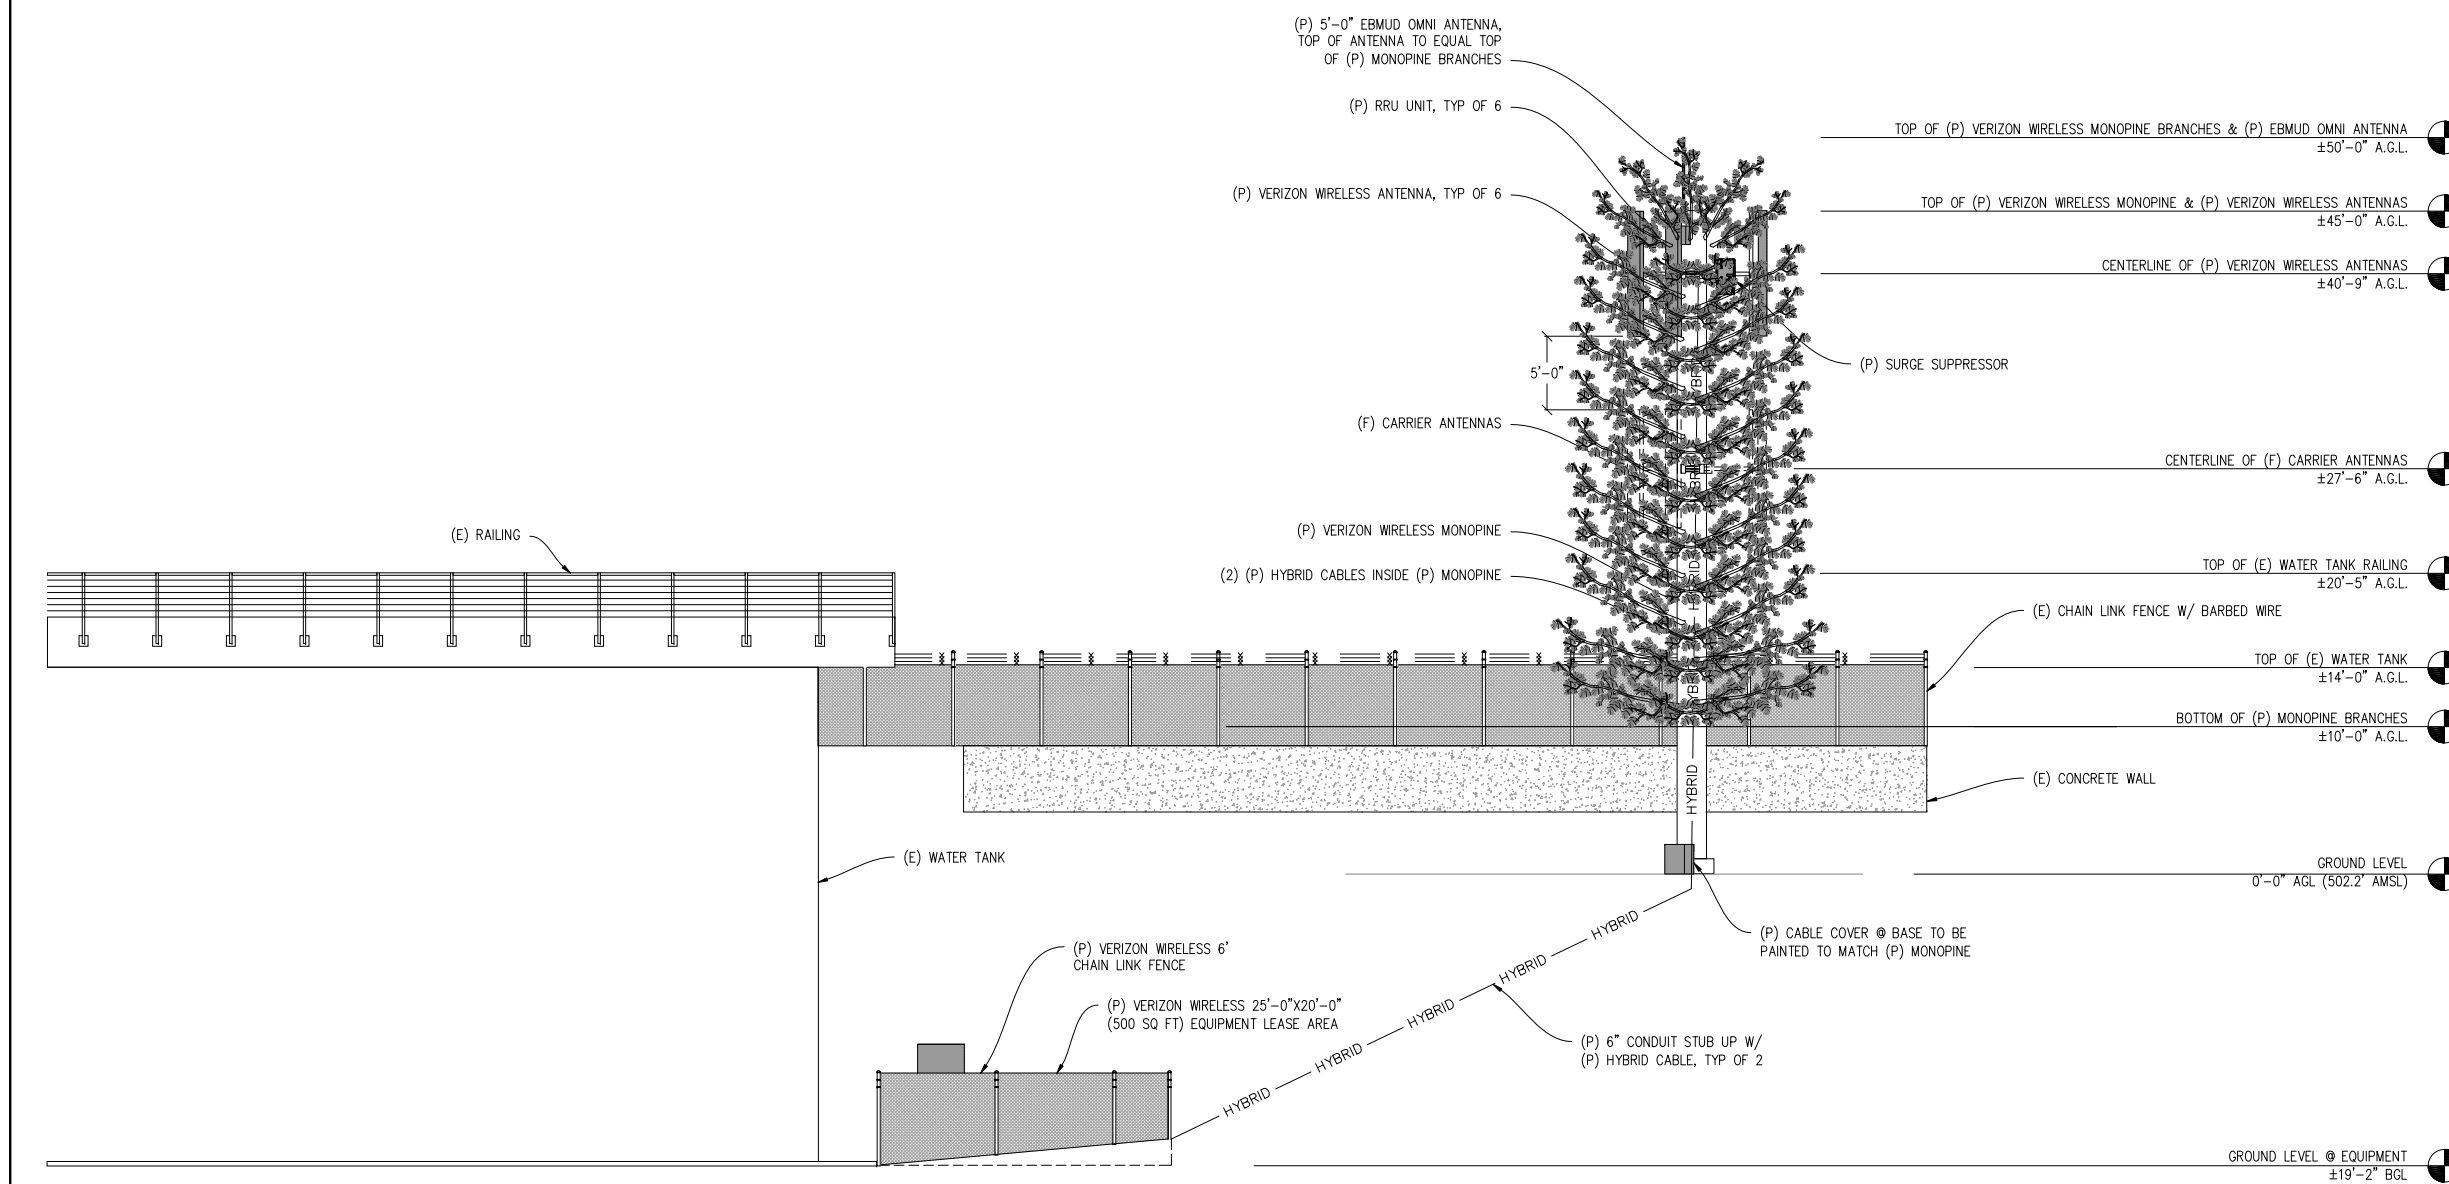 (P) 5'-0" EBMUD OMNI ANTENNA,
TOP OF ANTENNA TO EQUAL TOP
OF (P) MONOPINE BRANCHES
(P) RRU UNIT, TYP OF 6
(P) VERIZON WIRELESS ANTENNA, TYP OF 6
5'-0"
(F) CARRIER ANTENNAS
(P) VERIZON WIRELESS MONOPINE
(2) (P) HYBRID CABLES INSIDE (P) MONOPINE
(E) RAILING
TOP OF (P) VERIZON WIRELESS MONOPINE BRANCHES & (P) EBMUD OMNI ANTENNA
±50'-0" A.G.L.
TOP OF (P) VERIZON WIRELESS MONOPINE & (P) VERIZON WIRELESS ANTENNAS
±45'-0" A.G.L.
CENTERLINE OF (P) VERIZON WIRELESS ANTENNAS
±40'-9" A.G.L.
(P) SURGE SUPPRESSOR
CENTERLINE OF (F) CARRIER ANTENNAS
±27'-6" A.G.L.
TOP OF (E) WATER TANK RAILING
±20'-5" A.G.L.
(E) CHAIN LINK FENCE W/ BARBED WIRE
TOP OF (E) WATER TANK
±14'-0" A.G.L.
BOTTOM OF (P) MONOPINE BRANCHES
±10'-0" A.G.L.
(E) CONCRETE WALL
HYBRID
HYBRID
(E) WATER TANK
GROUND LEVEL
0'-0" AGL (502.2' AMSL)
(P) CABLE COVER @ BASE TO BE
PAINTED TO MATCH (P) MONOPINE
(P) VERIZON WIRELESS 6'
CHAIN LINK FENCE
(P) VERIZON WIRELESS 25'-0"X20'-0"
(500 SQ FT) EQUIPMENT LEASE AREA
HYBRID
HYBRID
HYBRID
HYBRID
HYBRID
(P) 6" CONDUIT STUB UP W/
(P) HYBRID CABLE, TYP OF 2
GROUND LEVEL @ EQUIPMENT
±19'-2" BGL